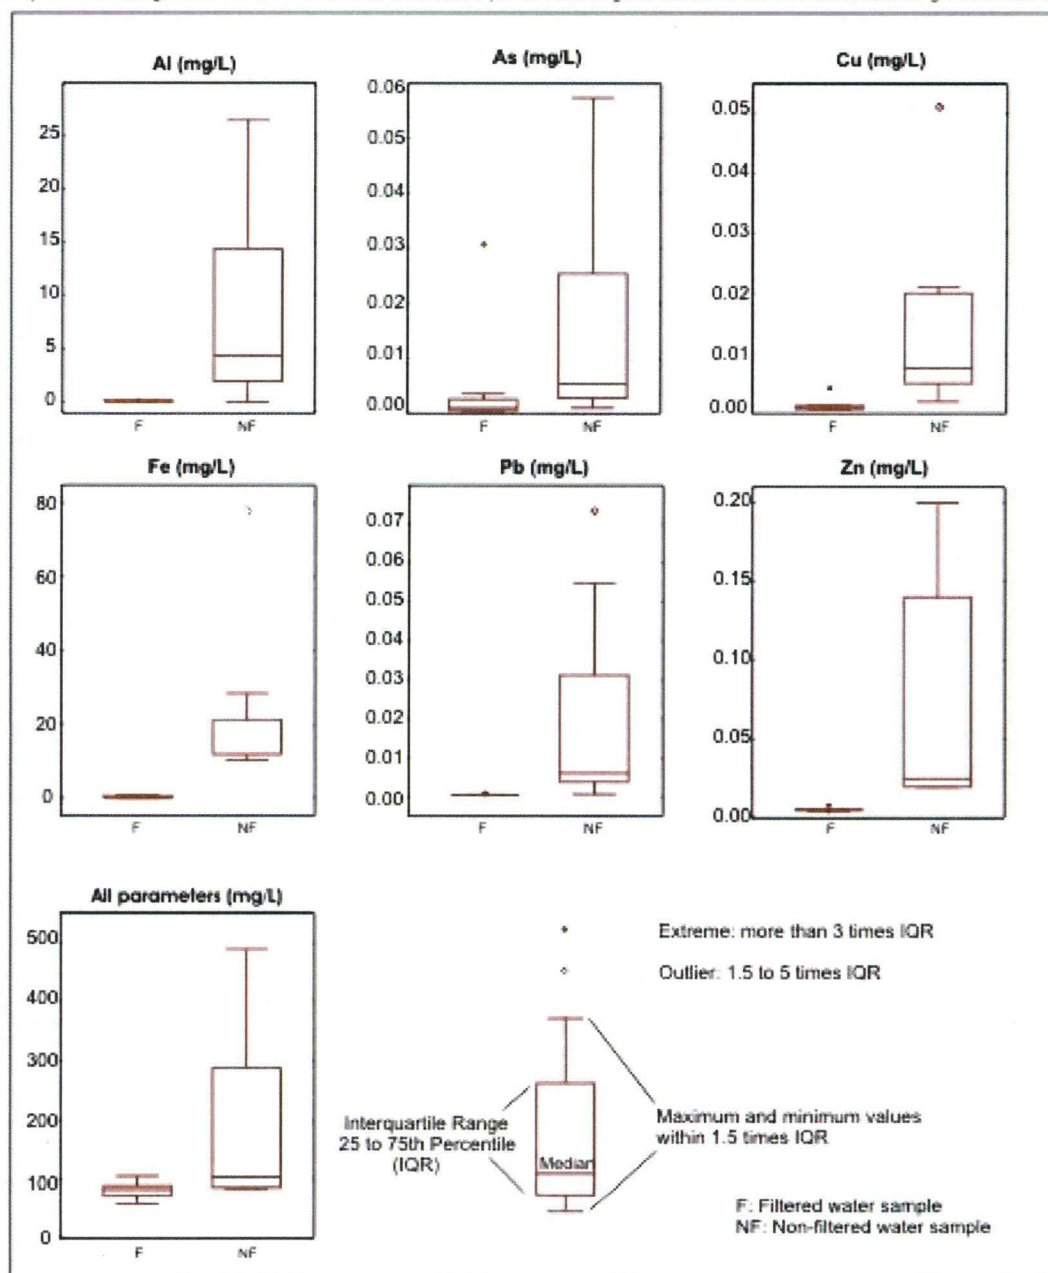 Al (mg/L)
25
20
15
10
5
0
F NF
As (mg/L)
0.06
0.05
0.04
0.03
0.02
0.01
0.00
F NF
Cu (mg/L)
0.05
0.04
0.03
0.02
0.01
0.00
F NF
Fe (mg/L)
80
60
40
20
0
F NF
Pb (mg/L)
0.07
0.06
0.05
0.04
0.03
0.02
0.01
0.00
F NF
Zn (mg/L)
0.20
0.15
0.10
0.05
0.00
F NF
All parameters (mg/L)
500
400
300
200
100
0
F NF
Extreme: more than 3 times IQR
Outlier: 1.5 to 5 times IQR
Interquartile Range
25 to 75th Percentile
(IQR)
Median
Maximum and minimum values
within 1.5 times IQR
F: Filtered water sample
NF: Non-filtered water sample